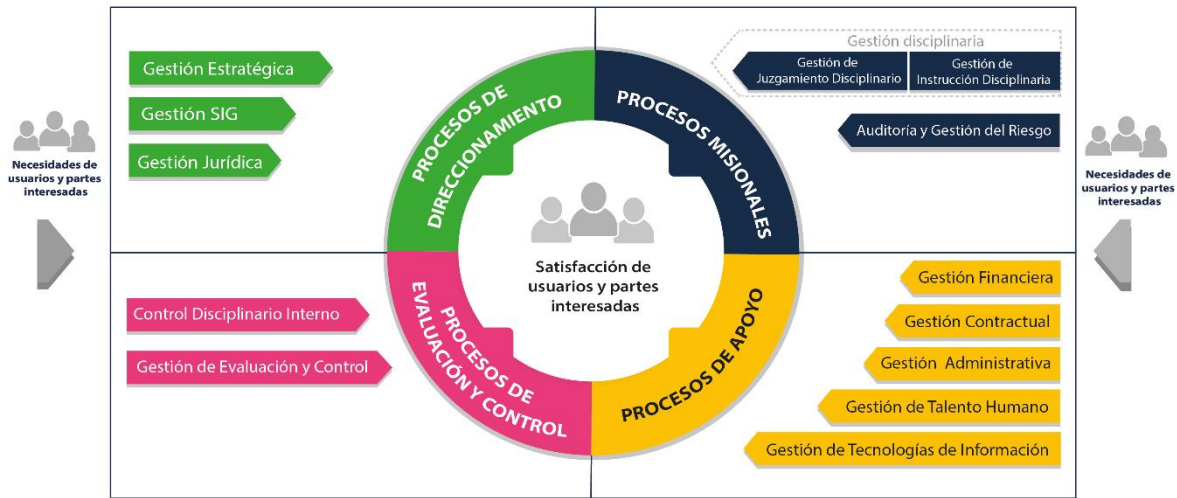 Necesidades de
usuarios y partes
interesadas
Gestión Estratégica
Gestión SIG
Gestión Jurídica
PROCESOS DE
DIRECCIONAMIENTO
PROCESOS MISIONALES
Gestión disciplinaria
Gestión de
Juzgamiento Disciplinario
Gestión de
Instrucción Disciplinaria
Auditoría y Gestión del Riesgo
Necesidades de
usuarios y partes
interesadas
Satisfacción de
usuarios y partes
interesadas
Control Disciplinario Interno
Gestión de Evaluación y Control
PROCESOS DE
EVALUACIÓN Y CONTROL
PROCESOS DE APOYO
Gestión Financiera
Gestión Contractual
Gestión Administrativa
Gestión de Talento Humano
Gestión de Tecnologías de Información